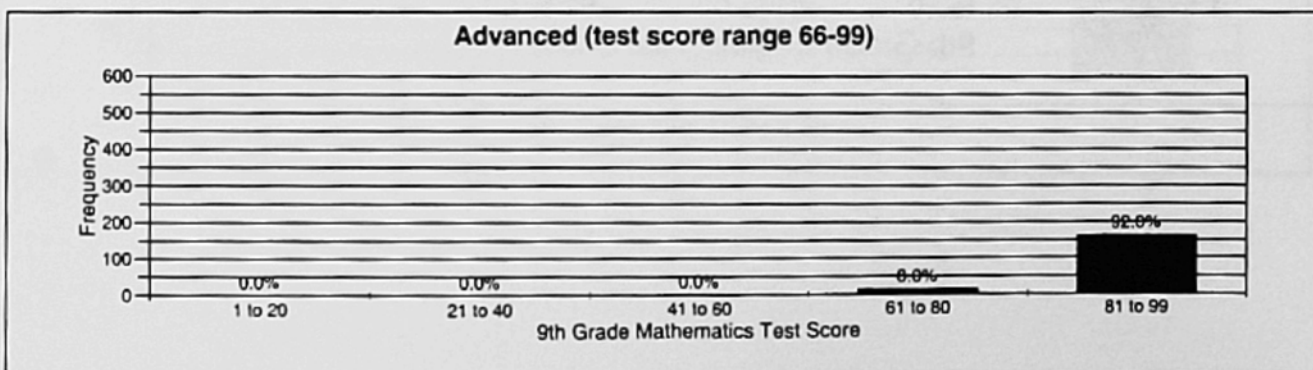 Advanced (test score range 66-99)
600
500
400
300
200
100
0
Frequency
0.0%
0.0%
0.0%
8.0%
92.0%
1 to 20
21 to 40
41 to 60
61 to 80
81 to 99
9th Grade Mathematics Test Score